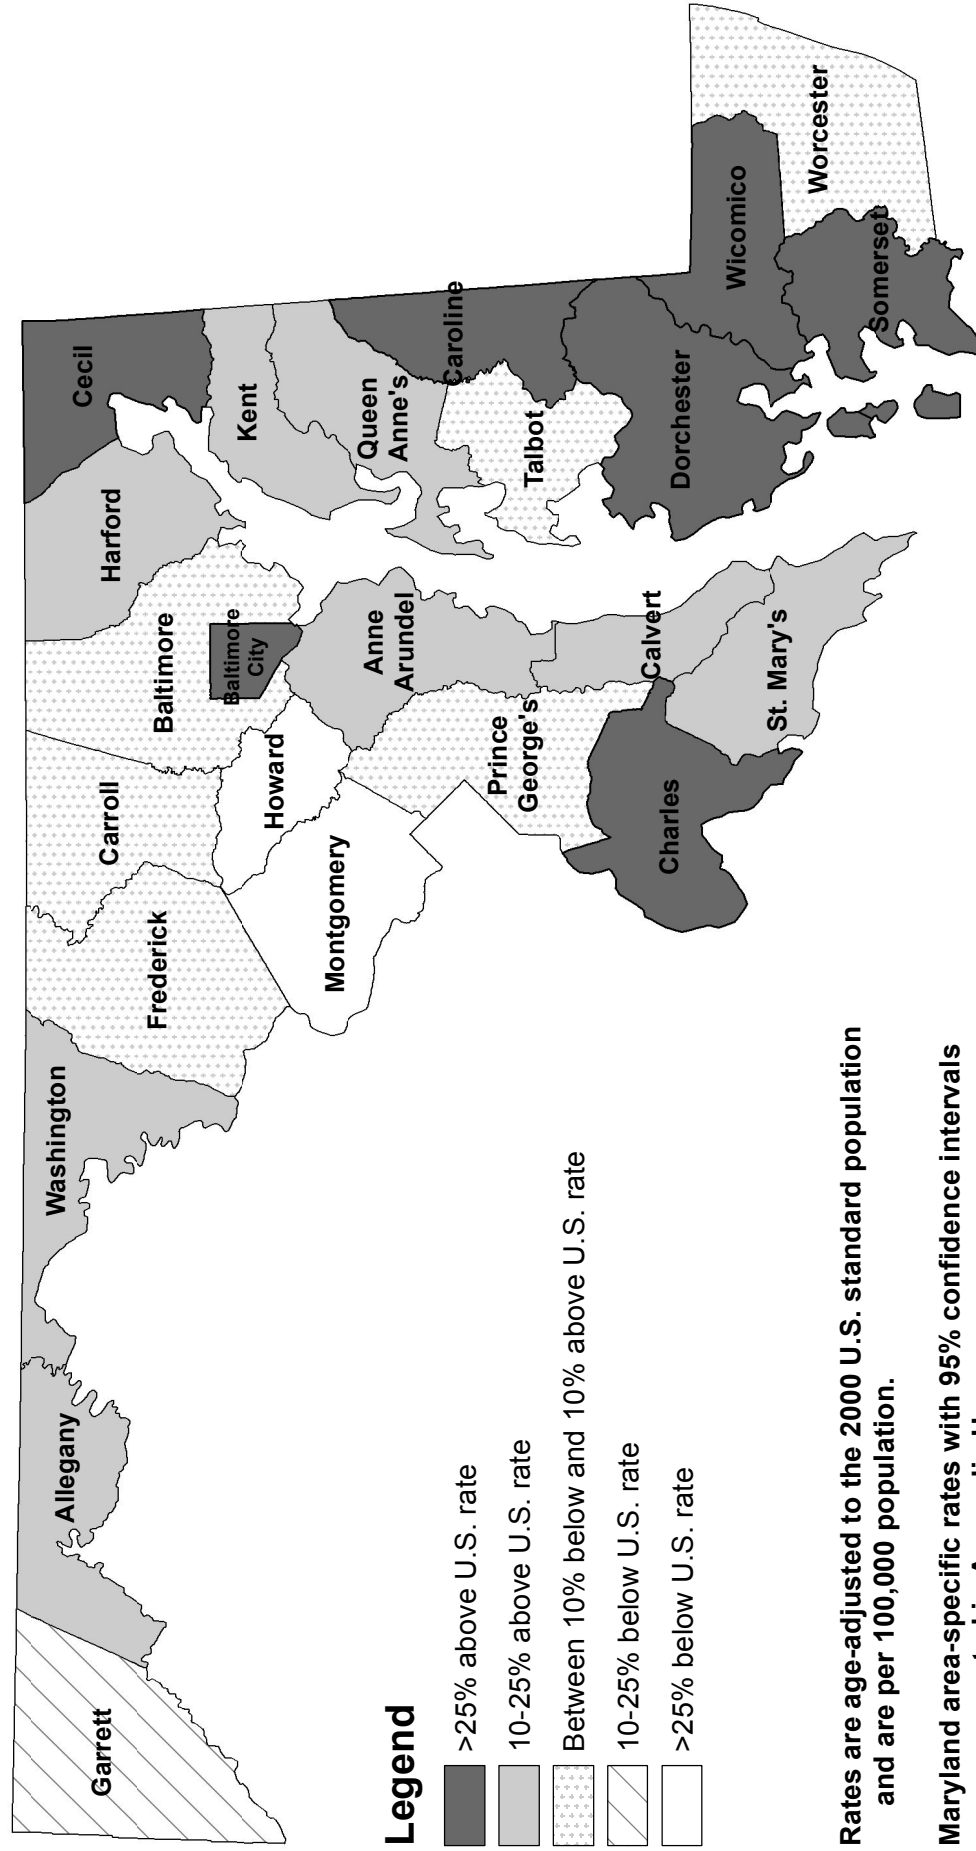 Garrett
Allegany
Washington
Frederick
Carroll
Baltimore
Harford
Cecil
Baltimore
City
Howard
Montgomery
Kent
Queen
Anne's
Anne
Arundel
Caroline
Prince
George's
Talbot
Calvert
Charles
St. Mary's
Dorchester
Wicomico
Worcester
Somerset
Legend
>25% above U.S. rate
10-25% above U.S. rate
Between 10% below and 10% above U.S. rate
10-25% below U.S. rate
>25% below U.S. rate
Rates are age-adjusted to the 2000 U.S. standard population
and are per 100,000 population.
Maryland area-specific rates with 95% confidence intervals